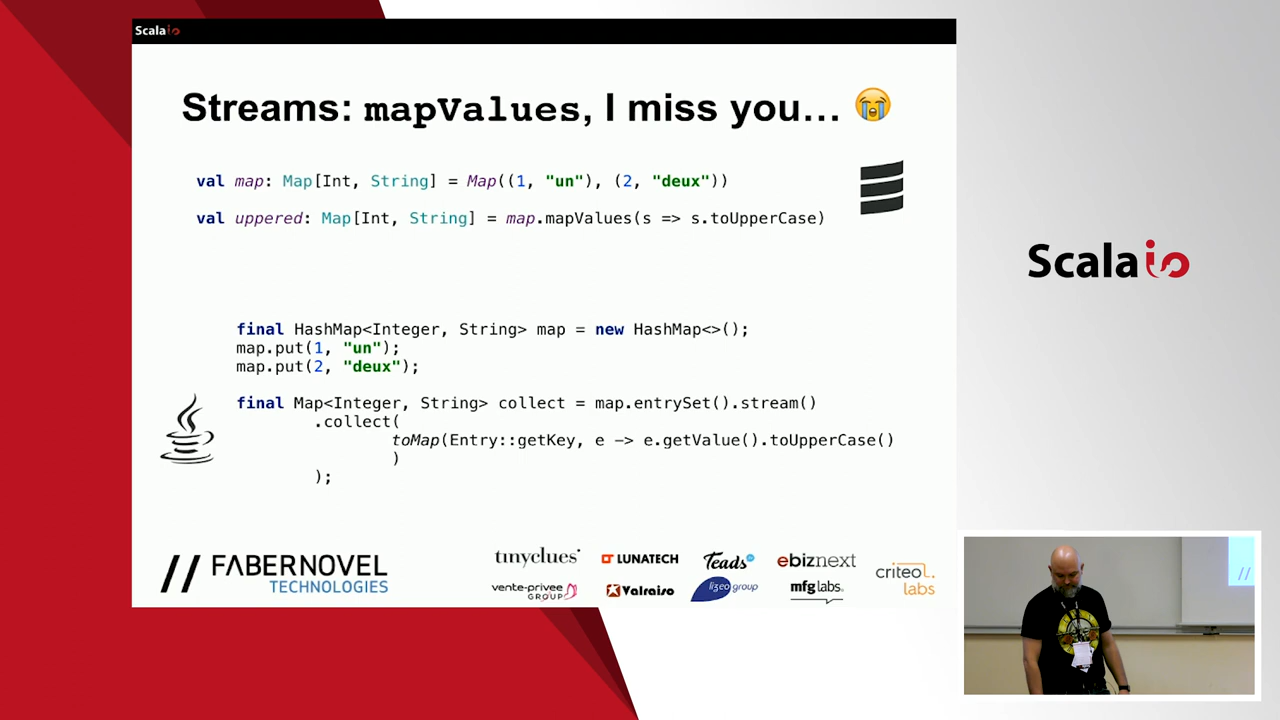 Scalaio
Streams: mapValues, I miss you… 😭
val map: Map[Int, String] = Map((1, "un"), (2, "deux"))
val uppered: Map[Int, String] = map.mapValues(s => s.toUpperCase)
final HashMap<Integer, String> map = new HashMap<>();
map.put(1, "un");
map.put(2, "deux");
final Map<Integer, String> collect = map.entrySet().stream()
.collect(
toMap(Entry::getKey, e -> e.getValue().toUpperCase()
)
);
// FABERNOVEL
TECHNOLOGIES
tinyclues
LUNATECH
Teads
ebiznext
criteo labs
vente-privee GROUP
Valraiso
lizeo group
mfg labs
Scalaio
//